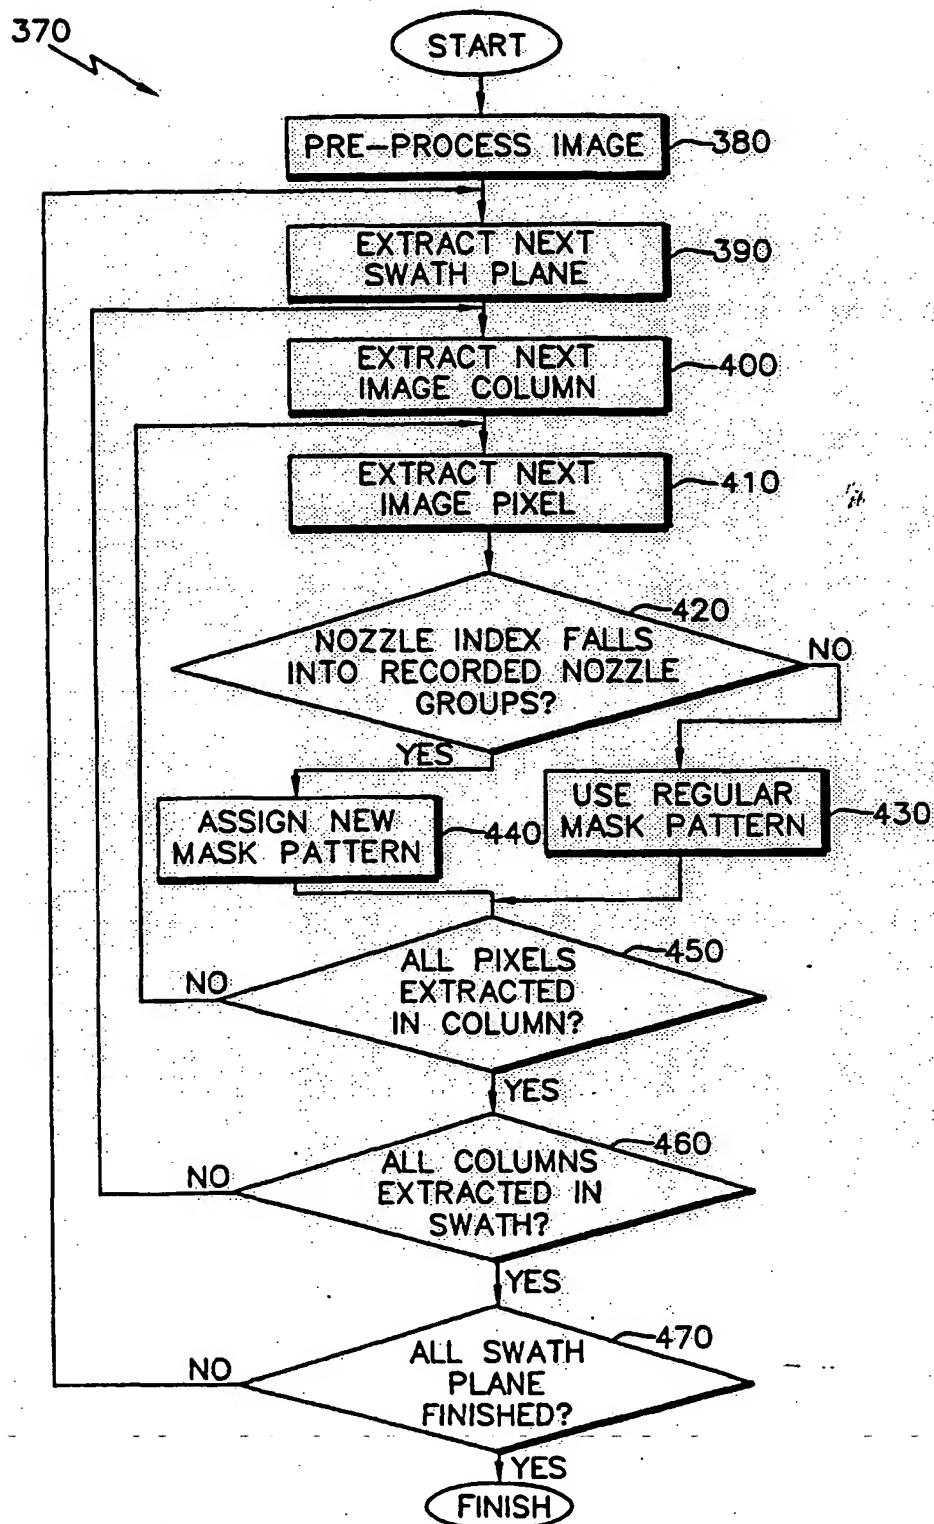 370
START
PRE-PROCESS IMAGE
380
EXTRACT NEXT
SWATH PLANE
390
EXTRACT NEXT
IMAGE COLUMN
400
EXTRACT NEXT
IMAGE PIXEL
410
420
NOZZLE INDEX FALLS
INTO RECORDED NOZZLE
GROUPS?
NO
YES
ASSIGN NEW
MASK PATTERN
440
USE REGULAR
MASK PATTERN
430
450
ALL PIXELS
EXTRACTED
IN COLUMN?
NO
YES
460
ALL COLUMNS
EXTRACTED IN
SWATH?
NO
YES
470
ALL SWATH
PLANE
FINISHED?
NO
YES
FINISH